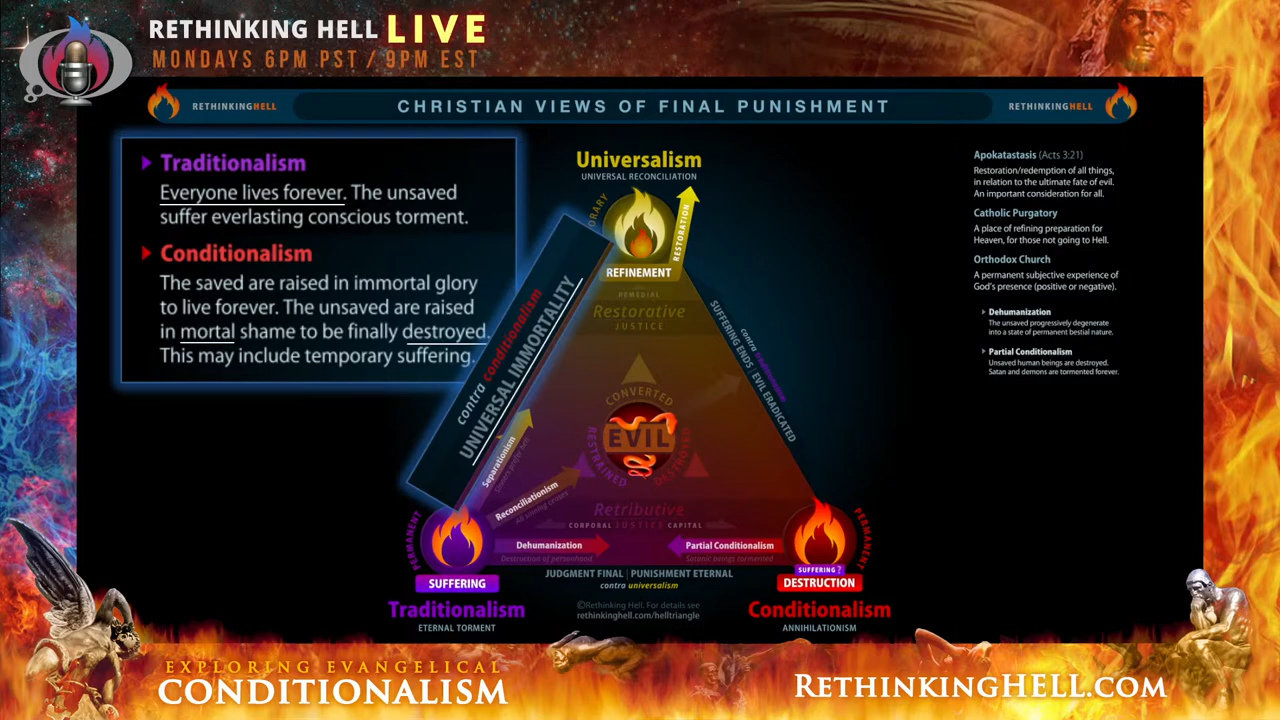 RETHINKING HELL LIVE
MONDAYS 6PM PST / 9PM EST
RETHINKINGHELL
CHRISTIAN VIEWS OF FINAL PUNISHMENT
RETHINKINGHELL
Traditionalism
Everyone lives forever. The unsaved
suffer everlasting conscious torment.
Conditionalism
The saved are raised in immortal glory
to live forever. The unsaved are raised
in mortal shame to be finally destroyed.
This may include temporary suffering.
Universalism
UNIVERSAL RECONCILIATION
RESTORATION
REFINEMENT
REMEDIAL
Restorative
JUSTICE
contra conditionalism
UNIVERSAL IMMORTALITY
SUFFERING ENDS | EVIL ERADICATED
contra traditionalism
CONVERTED
EVIL
RESTRAINED
DESTROYED
Separationism
Reconciliationism
All sinning ceases
Retributive
CORPORAL JUSTICE CAPITAL
PERMANENT
PERMANENT
Dehumanization
Destruction of personhood
Partial Conditionalism
Satanic beings tormented
SUFFERING
SUFFERING ?
DESTRUCTION
JUDGMENT FINAL | PUNISHMENT ETERNAL
contra universalism
Traditionalism
ETERNAL TORMENT
©Rethinking Hell. For details see
rethinkinghell.com/helltriangle
Conditionalism
ANNIHILATIONISM
Apokatastasis (Acts 3:21)
Restoration/redemption of all things,
in relation to the ultimate fate of evil.
An important consideration for all.
Catholic Purgatory
A place of refining preparation for
Heaven, for those not going to Hell.
Orthodox Church
A permanent subjective experience of
God's presence (positive or negative).
Dehumanization
The unsaved progressively degenerate
into a state of permanent bestial nature.
Partial Conditionalism
Unsaved human beings are destroyed.
Satan and demons are tormented forever.
EXPLORING EVANGELICAL
CONDITIONALISM
RETHINKINGHELL.COM